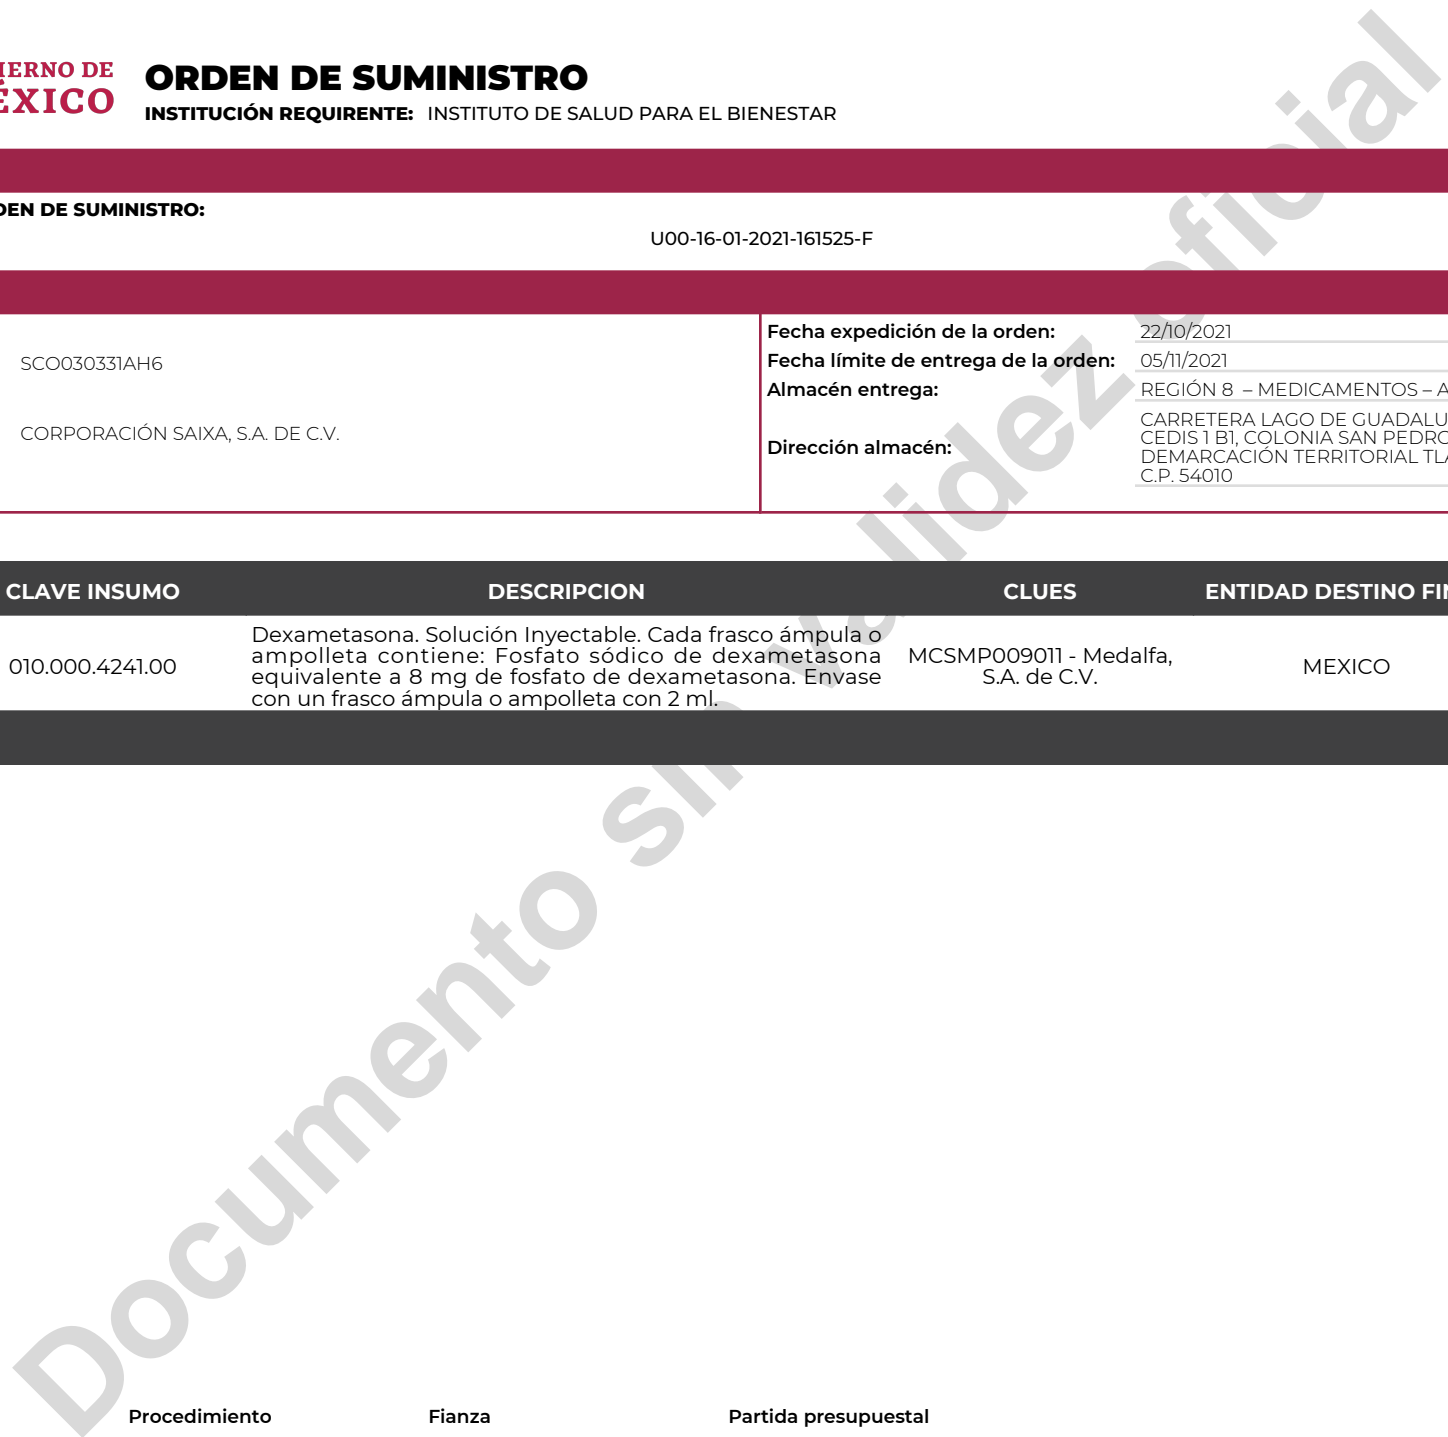 IERNO DE
ÉXICO
ORDEN DE SUMINISTRO
INSTITUCIÓN REQUIRENTE: INSTITUTO DE SALUD PARA EL BIENESTAR
DEN DE SUMINISTRO:
U00-16-01-2021-161525-F
SCO030331AH6
CORPORACIÓN SAIXA, S.A. DE C.V.
Fecha expedición de la orden: 22/10/2021
Fecha límite de entrega de la orden: 05/11/2021
Almacén entrega: REGIÓN 8 – MEDICAMENTOS – A
Dirección almacén:
CARRETERA LAGO DE GUADALU
CEDIS 1 B1, COLONIA SAN PEDRO
DEMARCACIÓN TERRITORIAL TLA
C.P. 54010
CLAVE INSUMO DESCRIPCION CLUES ENTIDAD DESTINO FIN
010.000.4241.00
Dexametasona. Solución Inyectable. Cada frasco ámpula o
ampolleta contiene: Fosfato sódico de dexametasona
equivalente a 8 mg de fosfato de dexametasona. Envase
con un frasco ámpula o ampolleta con 2 ml.
MCSMP009011 - Medalfa,
S.A. de C.V.
MEXICO
Documento sin validez oficial
Procedimiento Fianza Partida presupuestal